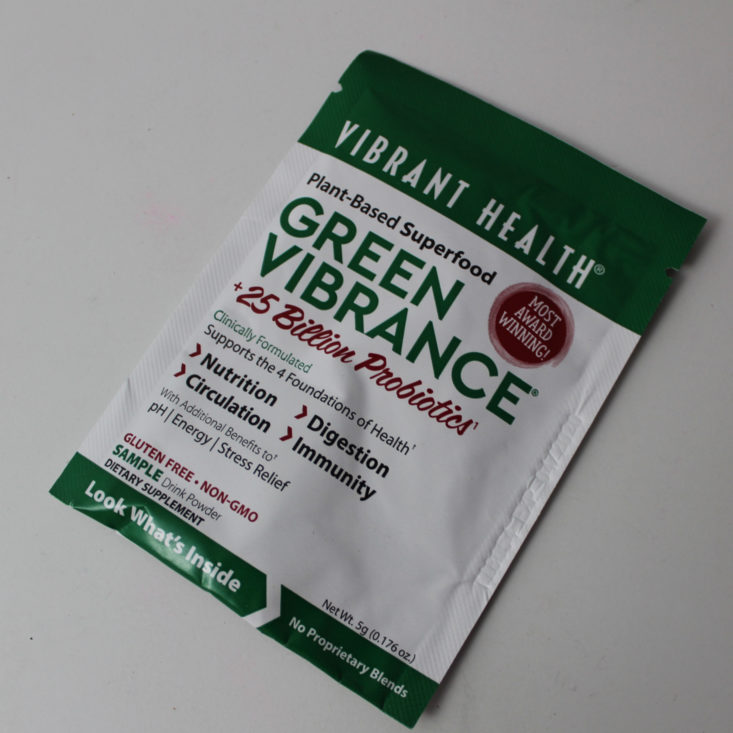 VIBRANT HEALTH®
Plant-Based Superfood
GREEN
VIBRANCE®
+25 Billion Probiotics¹
MOST
AWARD
WINNING!
Clinically Formulated
Supports the 4 Foundations of Health†
› Nutrition
› Circulation
› Digestion
› Immunity
With Additional Benefits to†
pH | Energy | Stress Relief
GLUTEN FREE • NON-GMO
SAMPLE Drink Powder
DIETARY SUPPLEMENT
Net Wt. 5g (0.176 oz.)
Look What's Inside
No Proprietary Blends